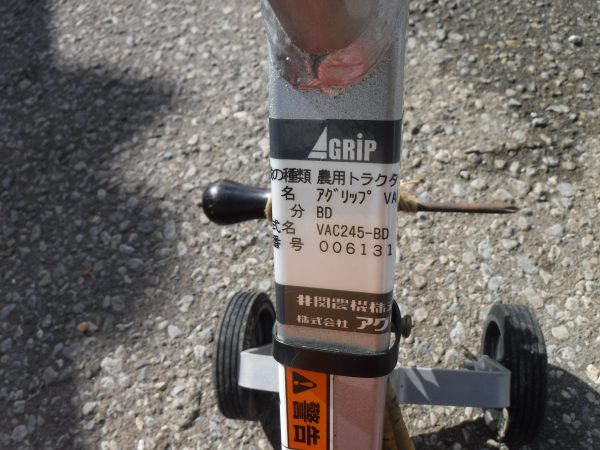 AGRiP
の種類 農用トラクタ
名 アグリップ VA
分 BD
式名 VAC245-BD
番号 006131
井関農機株
株式会社 アグ
警告